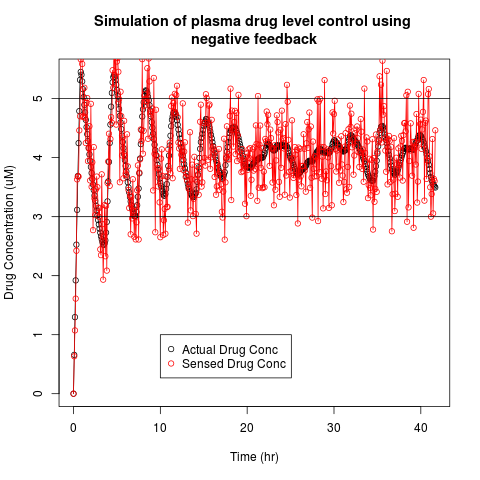 Simulation of plasma drug level control using
negative feedback
Drug Concentration (uM)
5
4
3
2
1
0
Actual Drug Conc
Sensed Drug Conc
0 10 20 30 40
Time (hr)